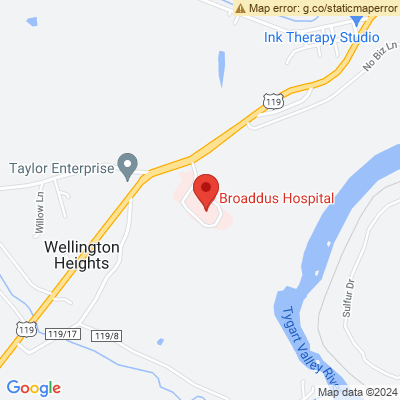 Map error: g.co/staticmaperror
Ink Therapy Studio
No Biz Ln
119
Taylor Enterprise
Willow Ln
Broaddus Hospital
Wellington
Heights
Sulfur Dr
Tygart Valley River
119
119/17
119/8
Google
Map data ©2024